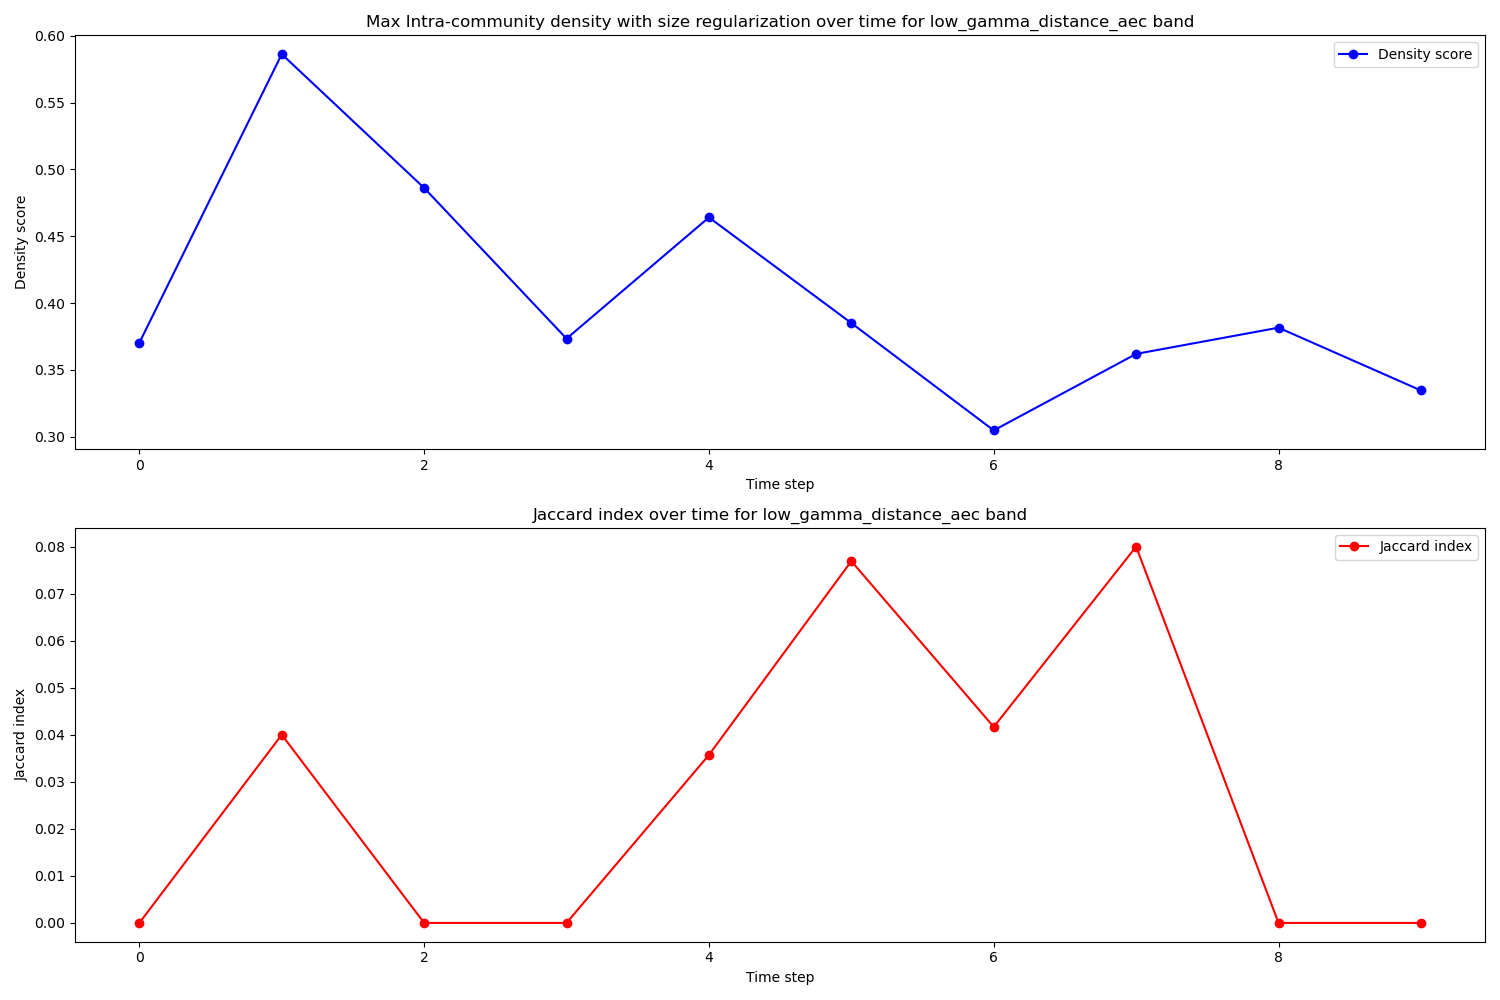 Max Intra-community density with size regularization over time for low_gamma_distance_aec band
Density score
0.60
0.55
0.50
0.45
0.40
0.35
0.30
Density score
0 2 4 6 8
Time step
Jaccard index over time for low_gamma_distance_aec band
Jaccard index
0.08
0.07
0.06
0.05
0.04
0.03
0.02
0.01
0.00
Jaccard index
0 2 4 6 8
Time step